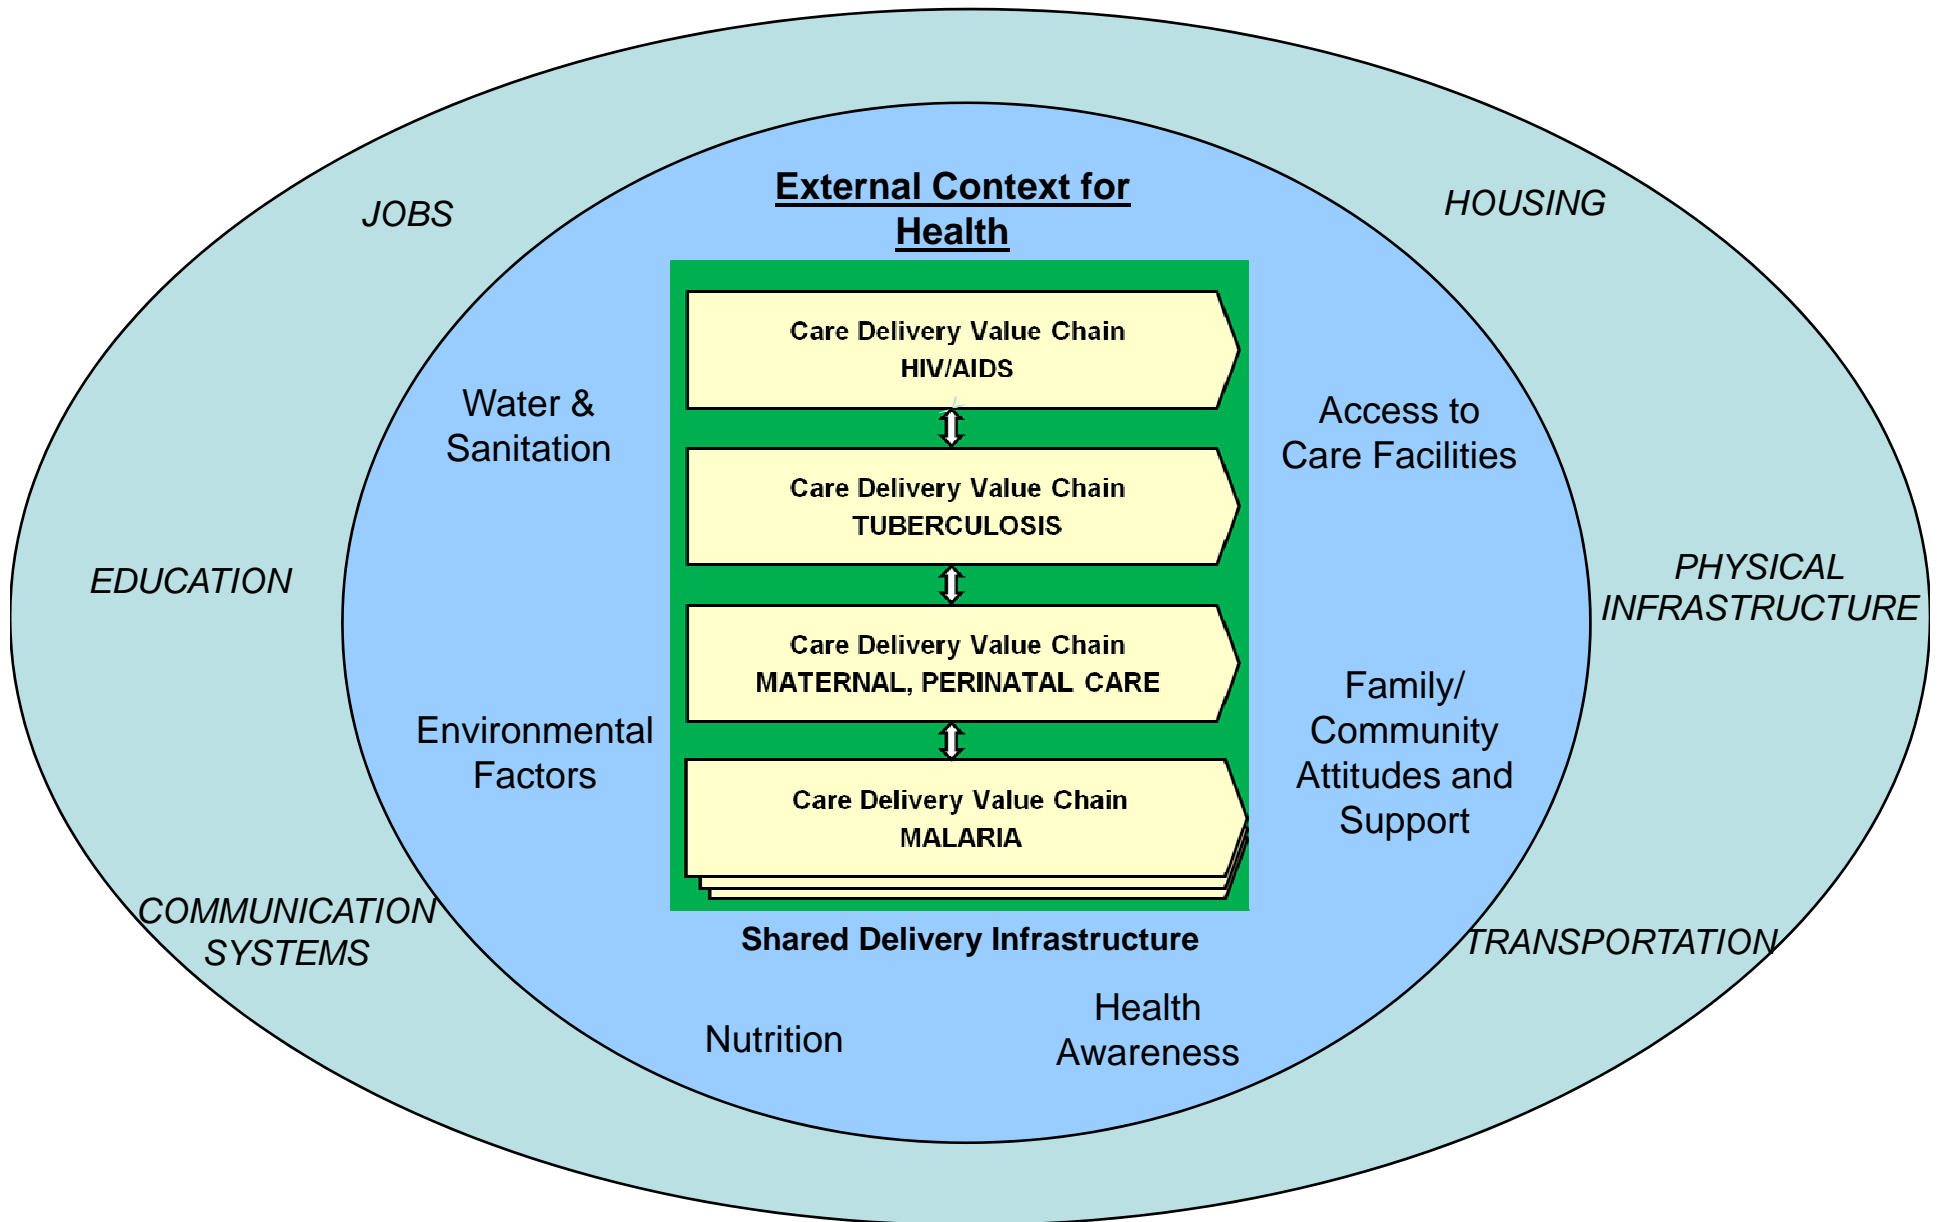 External Context for
Health
JOBS
HOUSING
Care Delivery Value Chain
HIV/AIDS
Water &
Sanitation
Access to
Care Facilities
Care Delivery Value Chain
TUBERCULOSIS
EDUCATION
PHYSICAL
INFRASTRUCTURE
Care Delivery Value Chain
MATERNAL, PERINATAL CARE
Environmental
Factors
Family/
Community
Attitudes and
Support
Care Delivery Value Chain
MALARIA
COMMUNICATION
SYSTEMS
Shared Delivery Infrastructure
TRANSPORTATION
Nutrition
Health
Awareness